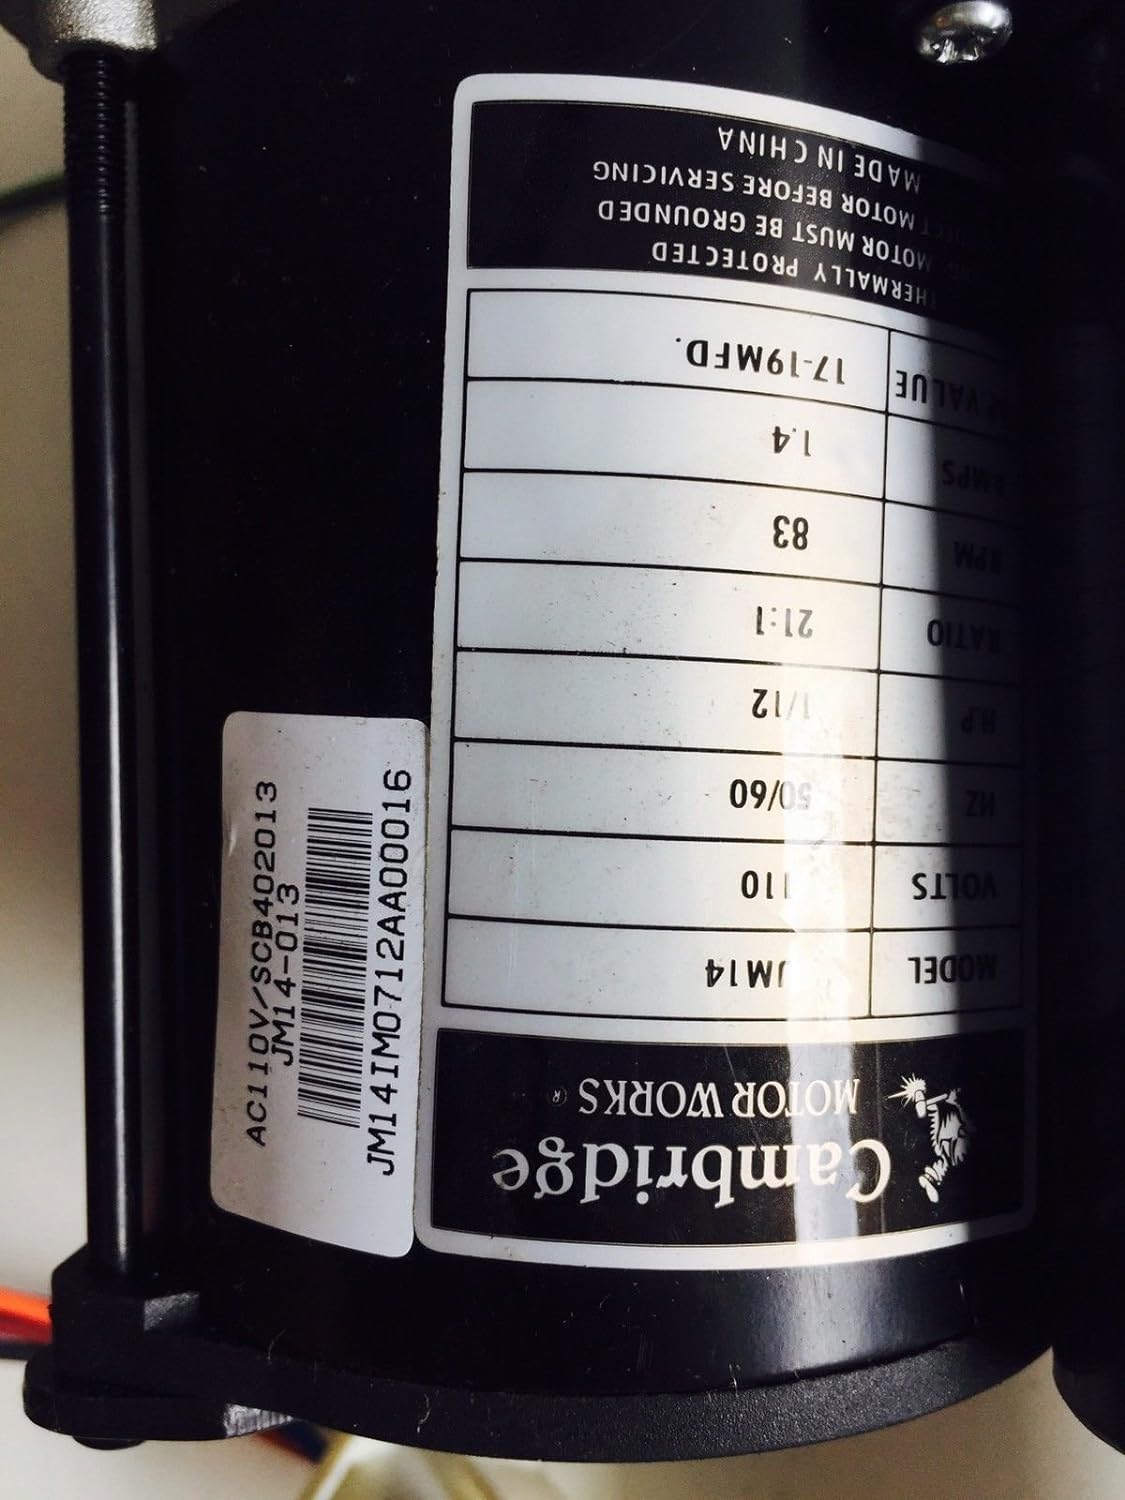 Cambridge
MOTOR WORKS ®
MODEL JM14
VOLTS 110
HZ 50/60
H.P 1/12
RATIO 21:1
RPM 83
AMPS 1.4
VALUE 17-19MFD.
THERMALLY PROTECTED
MOTOR MUST BE GROUNDED
MOTOR BEFORE SERVICING
MADE IN CHINA
AC110V/SCB402013
JM14-013
JM14IM0712AA00016